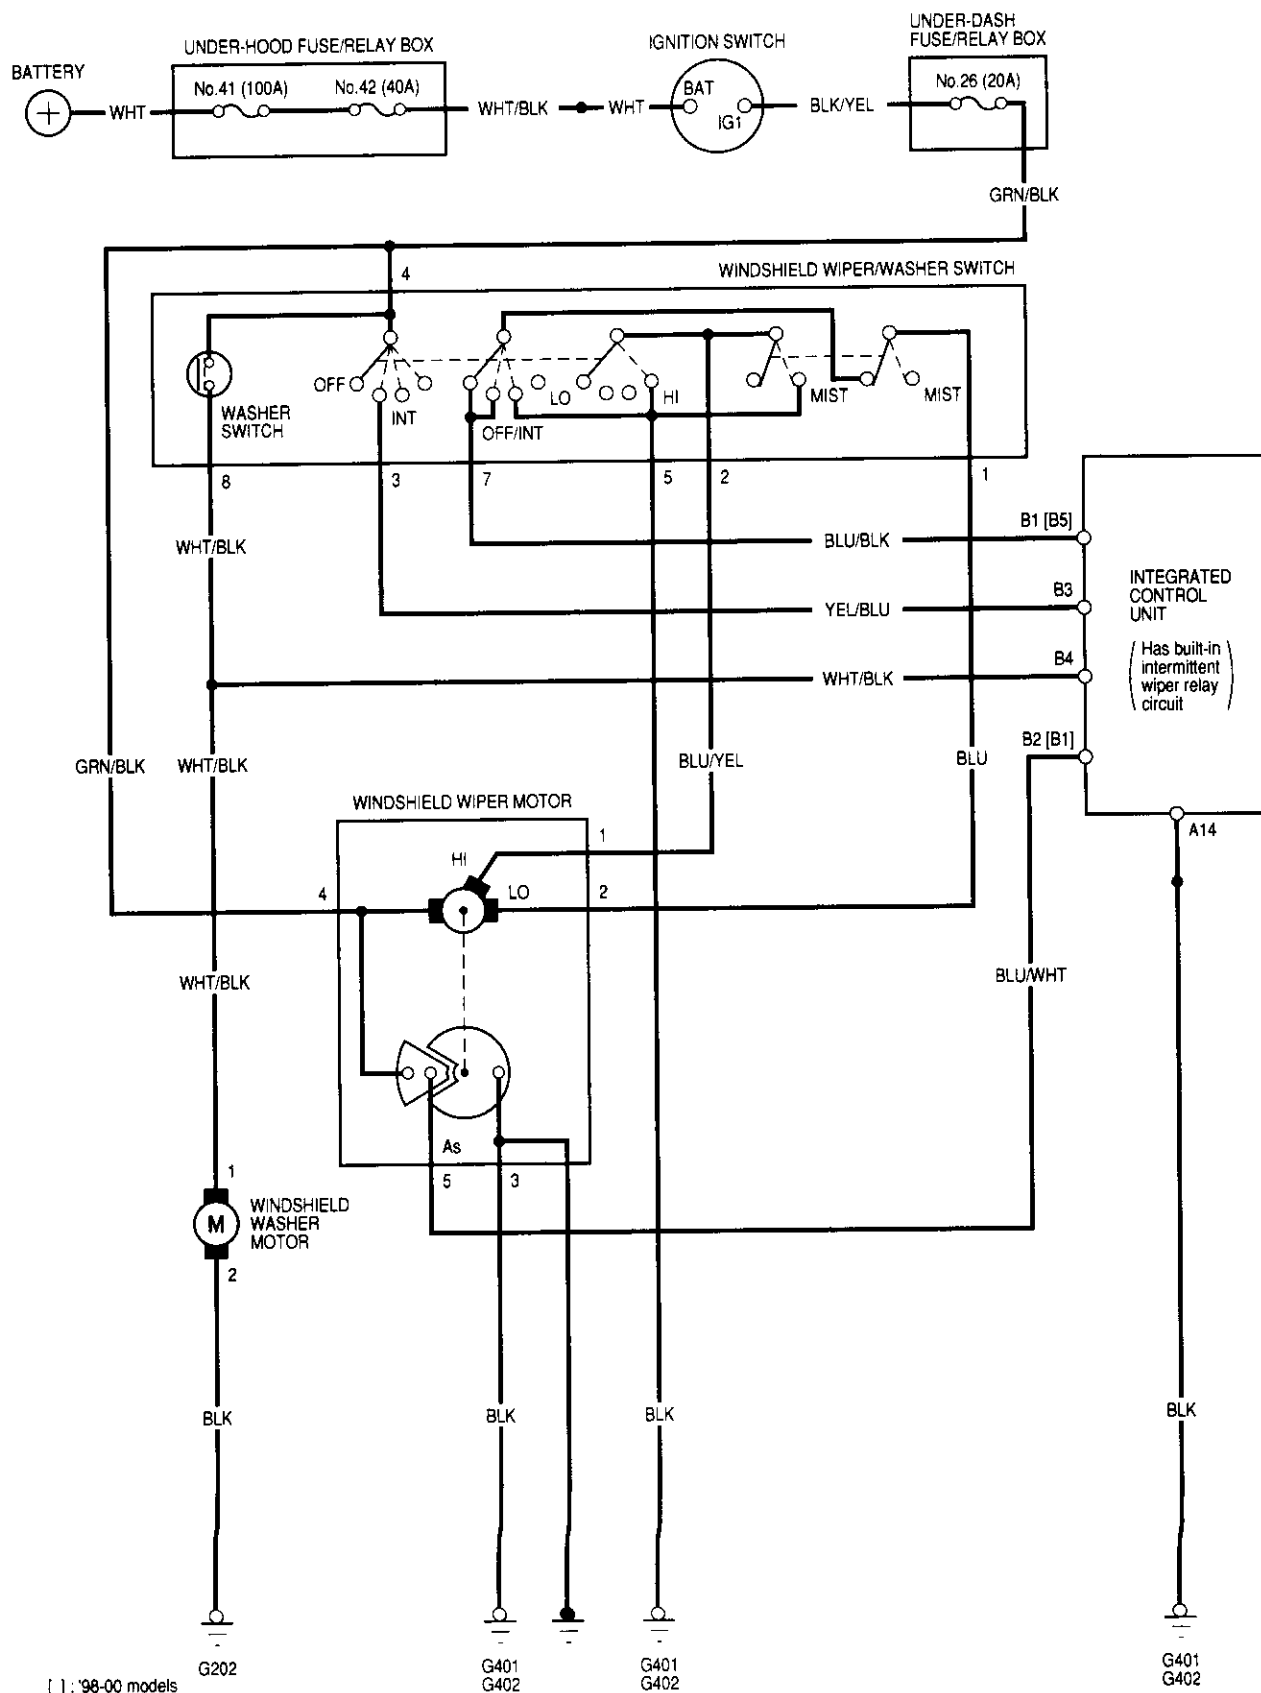 UNDER-DASH
FUSE/RELAY BOX
UNDER-HOOD FUSE/RELAY BOX
IGNITION SWITCH
BATTERY
No.41 (100A)
No.42 (40A)
BAT
No.26 (20A)
WHT
WHT/BLK
WHT
IG1
BLK/YEL
GRN/BLK
4
WINDSHIELD WIPER/WASHER SWITCH
OFF
INT
LO
HI
MIST
MIST
WASHER
SWITCH
OFF/INT
8
3
7
5
2
1
B1 [B5]
WHT/BLK
BLU/BLK
INTEGRATED
CONTROL
UNIT
B3
YEL/BLU
B4
Has built-in
intermittent
wiper relay
circuit
WHT/BLK
B2 [B1]
GRN/BLK
WHT/BLK
BLU/YEL
BLU
WINDSHIELD WIPER MOTOR
1
A14
HI
4
LO
2
WHT/BLK
BLU/WHT
As
5
3
1
M
WINDSHIELD
WASHER
MOTOR
2
BLK
BLK
BLK
BLK
G202
G401
G402
G401
G402
G401
G402
[ ] : '98-00 models